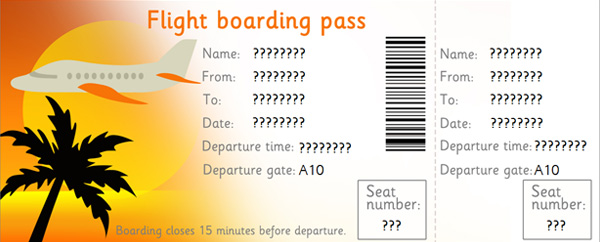 Flight boarding pass
Name: ????????
From: ????????
To: ????????
Date: ????????
Departure time: ????????
Departure gate: A10
Seat
number:
???
Boarding closes 15 minutes before departure.
Name: ????????
From: ????????
To: ????????
Date: ????????
Departure time: ????????
Departure gate: A10
Seat
number:
???